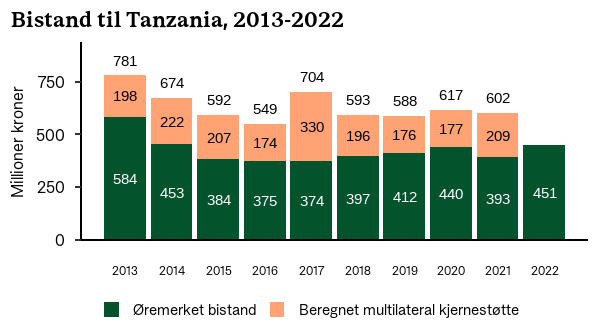 Bistand til Tanzania, 2013-2022
Millioner kroner
750
500
250
0
781 674 592 549 704 593 588 617 602
198 222 207 174 330 196 176 177 209
584 453 384 375 374 397 412 440 393 451
2013 2014 2015 2016 2017 2018 2019 2020 2021 2022
Øremerket bistand Beregnet multilateral kjernestøtte